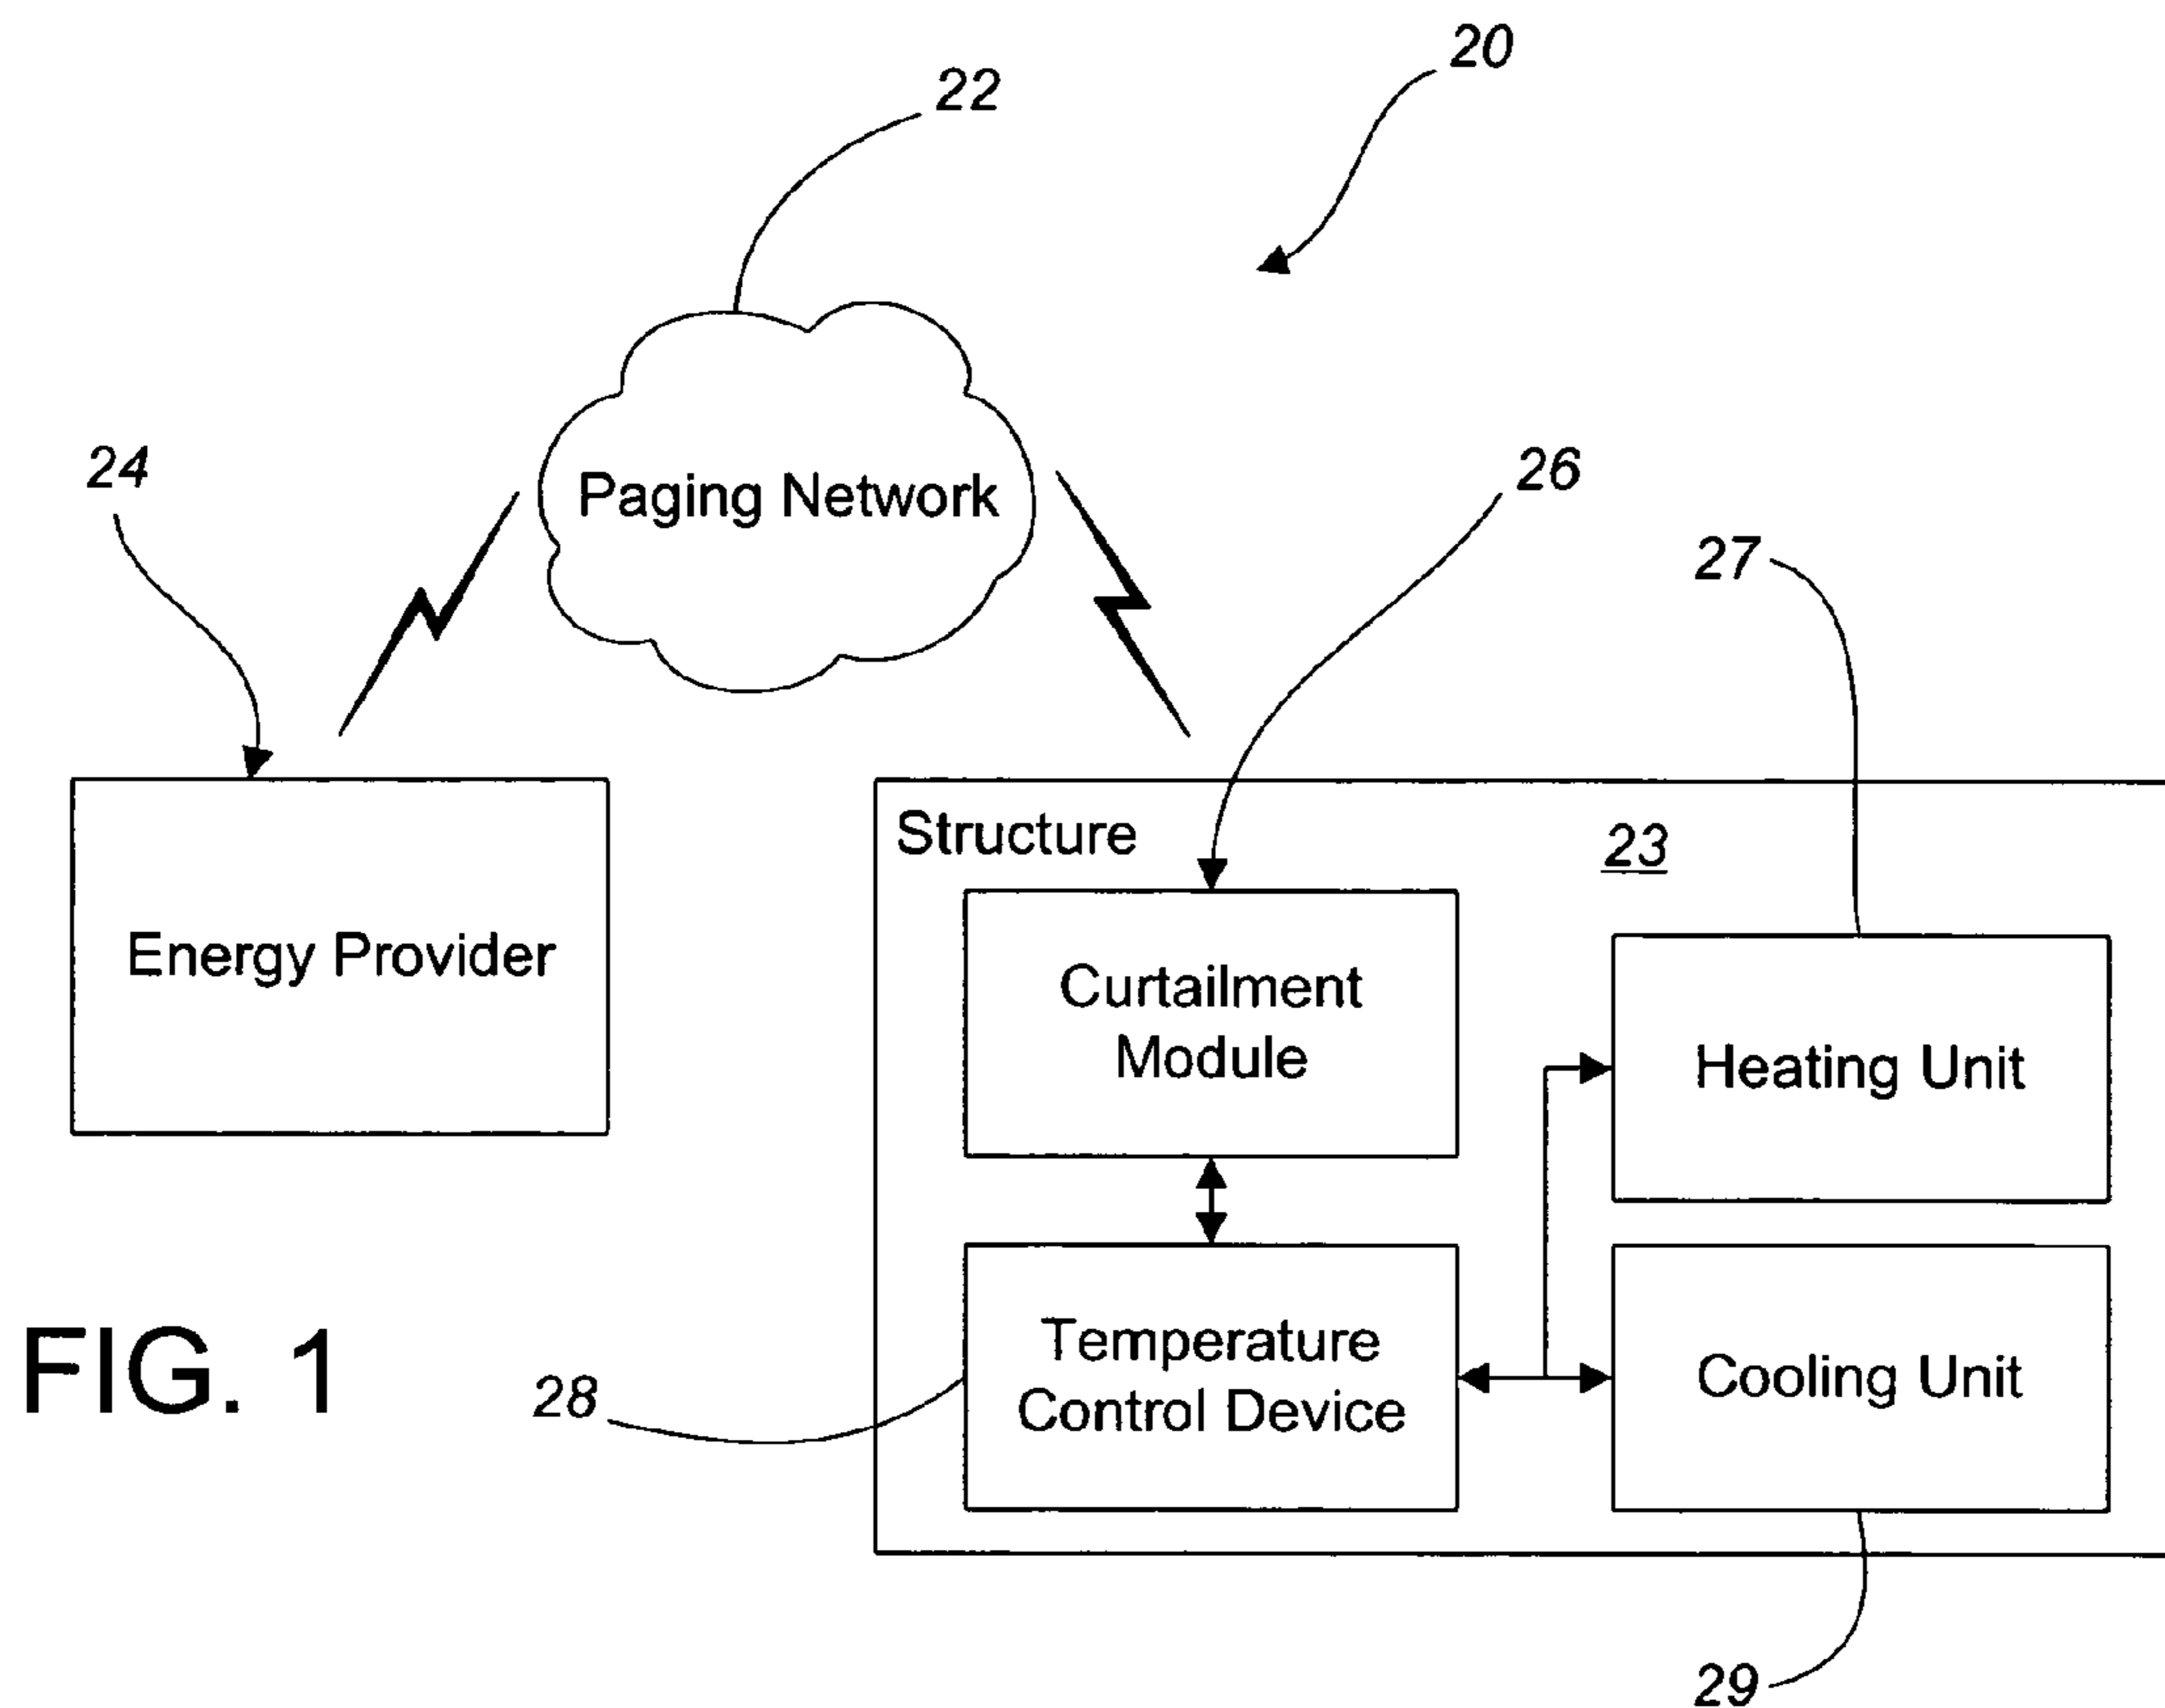 20
22
24
Paging Network
26
27
Structure
23
Energy Provider
Curtailment
Module
Heating Unit
Temperature
Control Device
Cooling Unit
28
FIG. 1
29